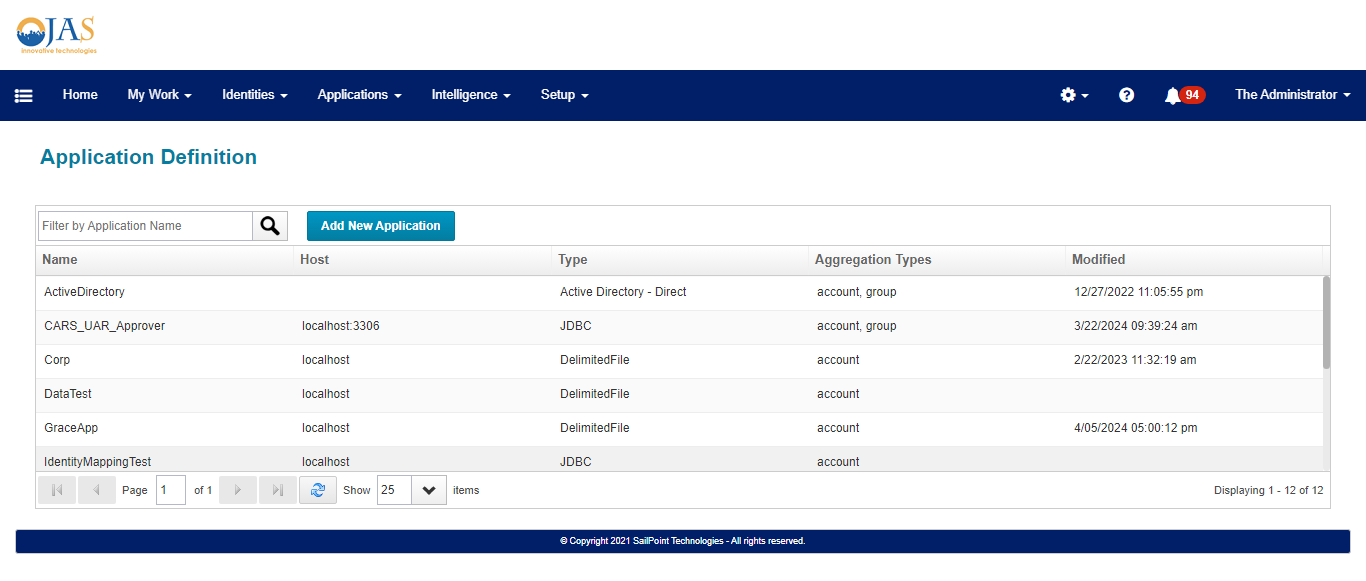 OJAS
Innovative technologies
Home My Work Identities Applications Intelligence Setup 94 The Administrator
Application Definition
Filter by Application Name Add New Application
Name Host Type Aggregation Types Modified
ActiveDirectory Active Directory - Direct account, group 12/27/2022 11:05:55 pm
CARS_UAR_Approver localhost:3306 JDBC account, group 3/22/2024 09:39:24 am
Corp localhost DelimitedFile account 2/22/2023 11:32:19 am
DataTest localhost DelimitedFile account
GraceApp localhost DelimitedFile account 4/05/2024 05:00:12 pm
IdentityMappingTest localhost JDBC account
Page 1 of 1 Show 25 items Displaying 1 - 12 of 12
© Copyright 2021 SailPoint Technologies - All rights reserved.